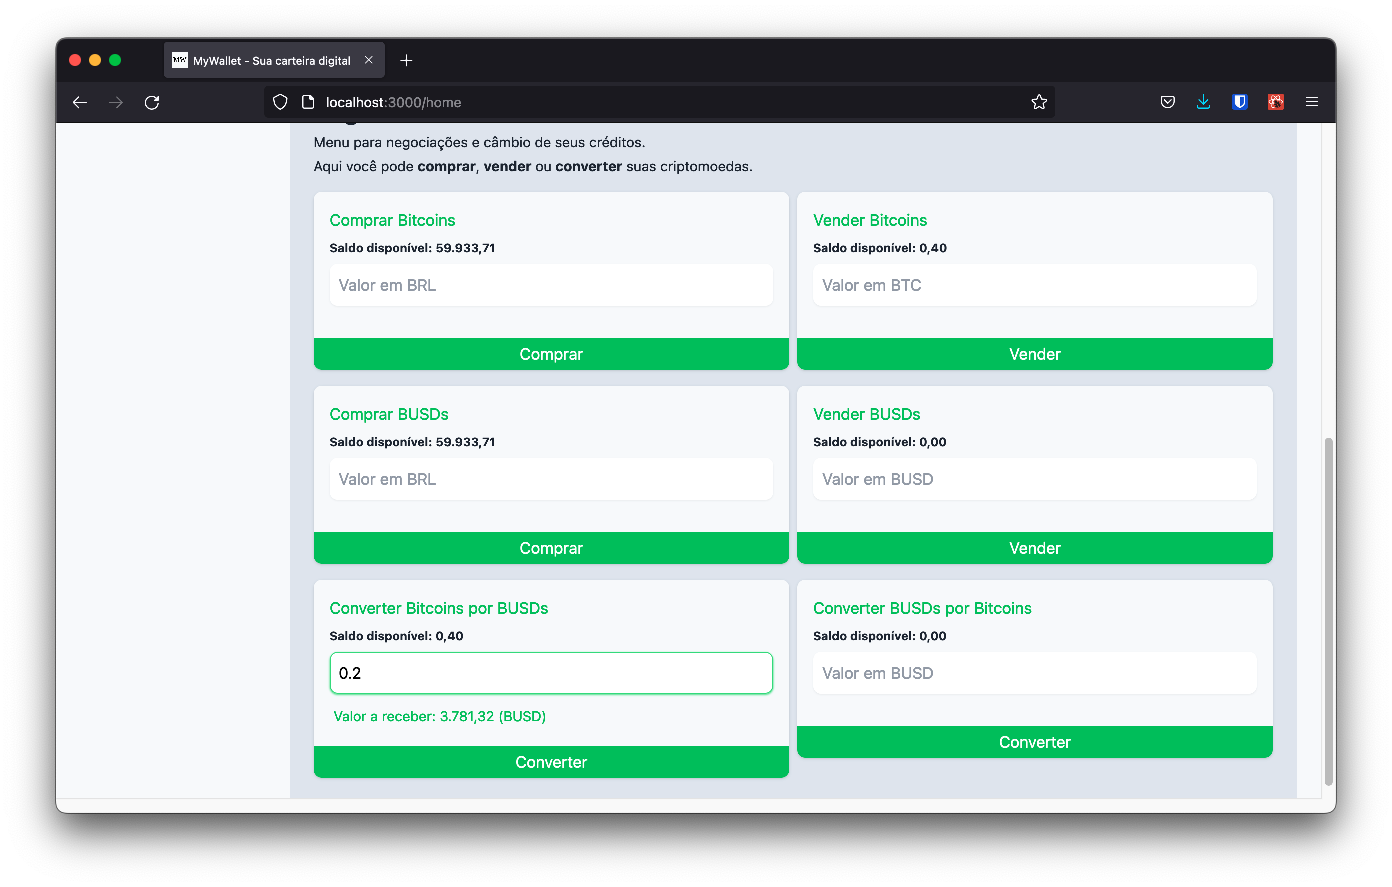 MW MyWallet - Sua carteira digital
localhost:3000/home
Menu para negociações e câmbio de seus créditos.
Aqui você pode comprar, vender ou converter suas criptomoedas.
Comprar Bitcoins
Saldo disponível: 59.933,71
Valor em BRL
Comprar
Vender Bitcoins
Saldo disponível: 0,40
Valor em BTC
Vender
Comprar BUSDs
Saldo disponível: 59.933,71
Valor em BRL
Comprar
Vender BUSDs
Saldo disponível: 0,00
Valor em BUSD
Vender
Converter Bitcoins por BUSDs
Saldo disponível: 0,40
0.2
Valor a receber: 3.781,32 (BUSD)
Converter
Converter BUSDs por Bitcoins
Saldo disponível: 0,00
Valor em BUSD
Converter